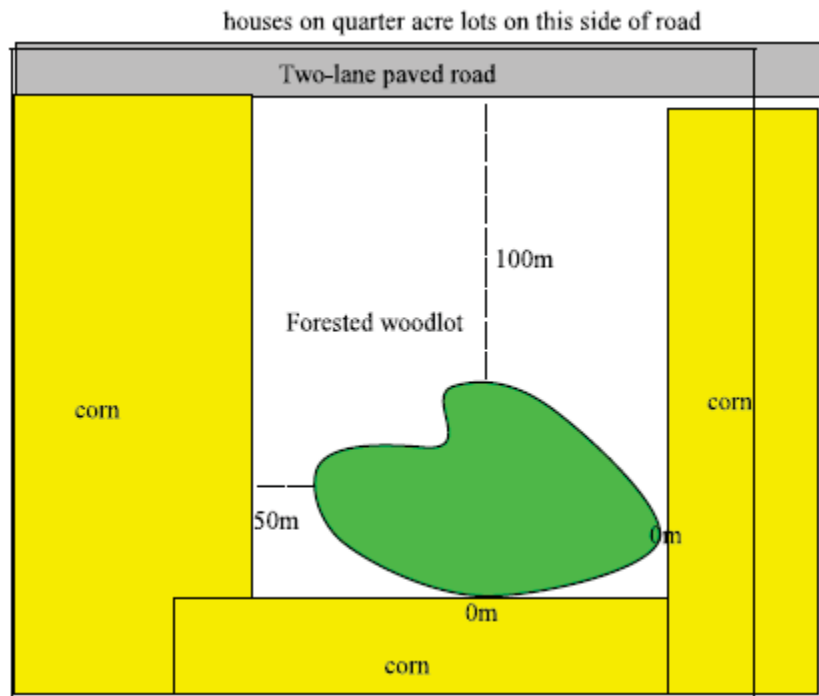 houses on quarter acre lots on this side of road
Two-lane paved road
100m
Forested woodlot
corn
corn
50m
0m
0m
corn